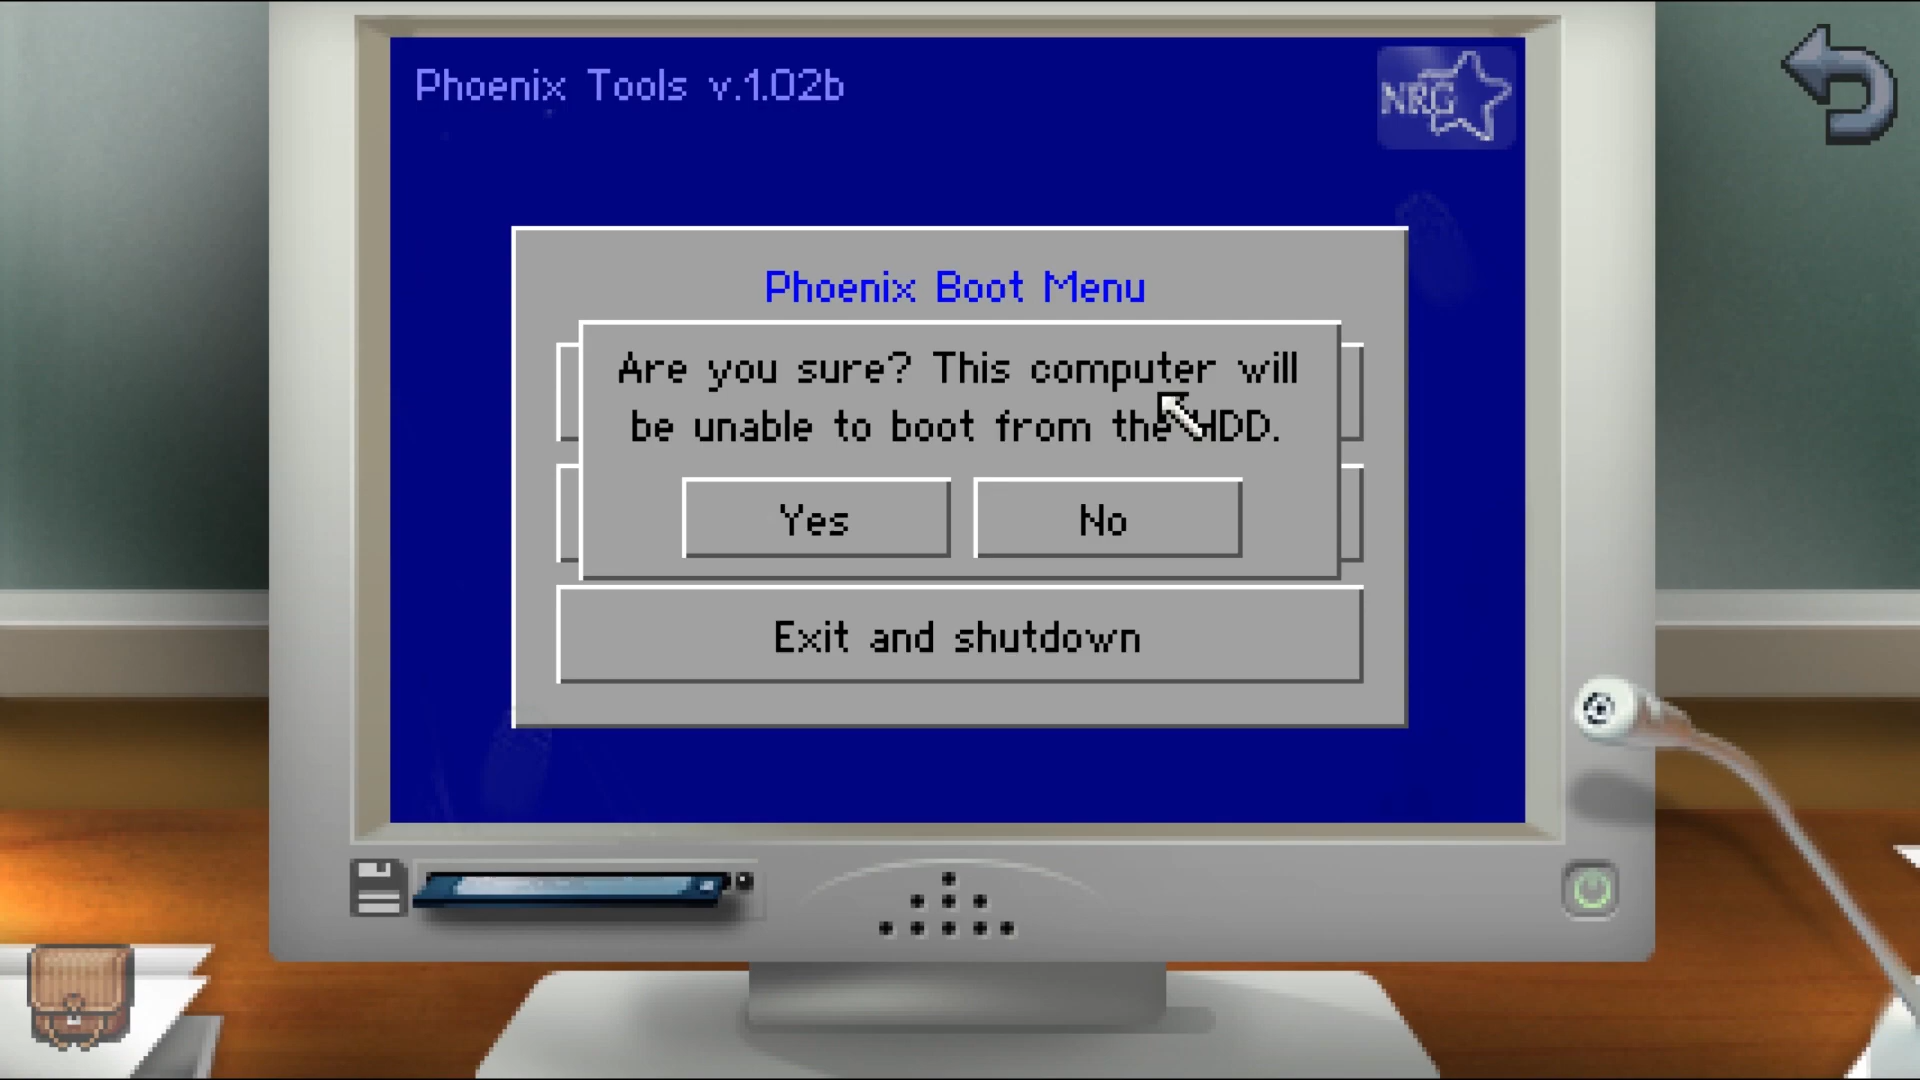 Phoenix Tools v.1.02b
NRG
Phoenix Boot Menu
Are you sure? This computer will
be unable to boot from the HDD.
Yes
No
Exit and shutdown